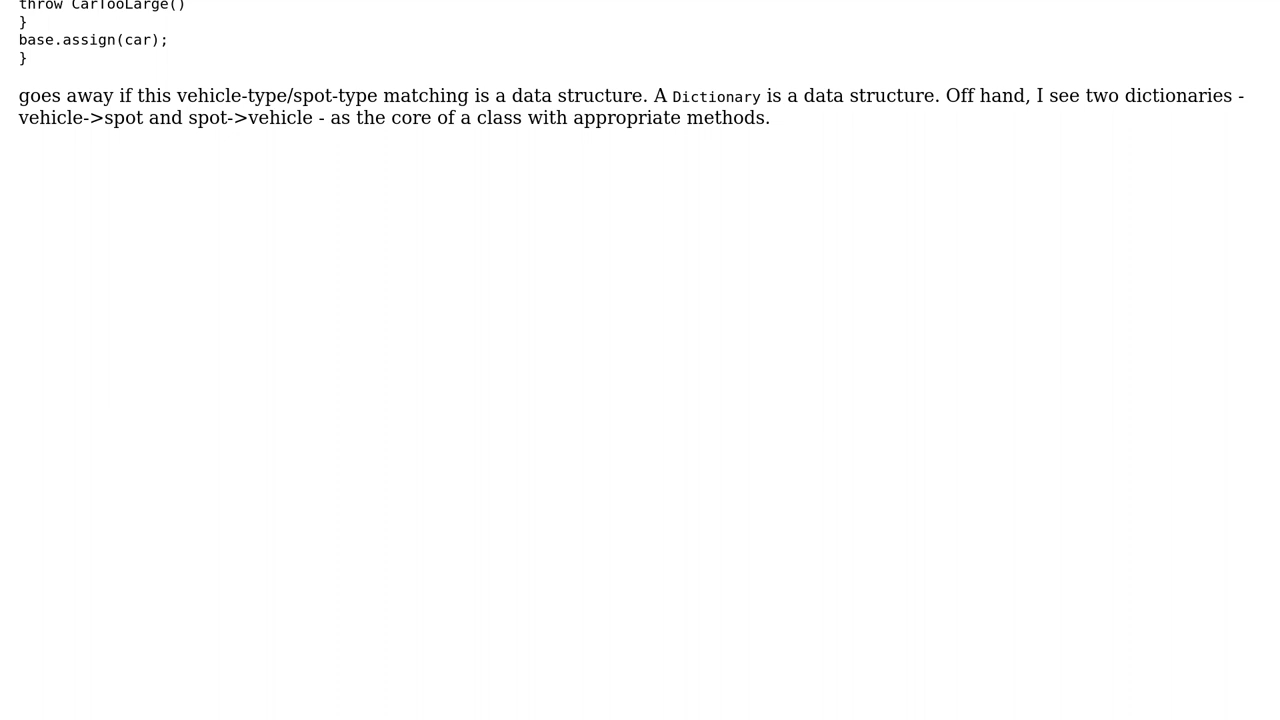 throw CarTooLarge()
}
base.assign(car);
}
goes away if this vehicle-type/spot-type matching is a data structure. A Dictionary is a data structure. Off hand, I see two dictionaries -
vehicle->spot and spot->vehicle - as the core of a class with appropriate methods.